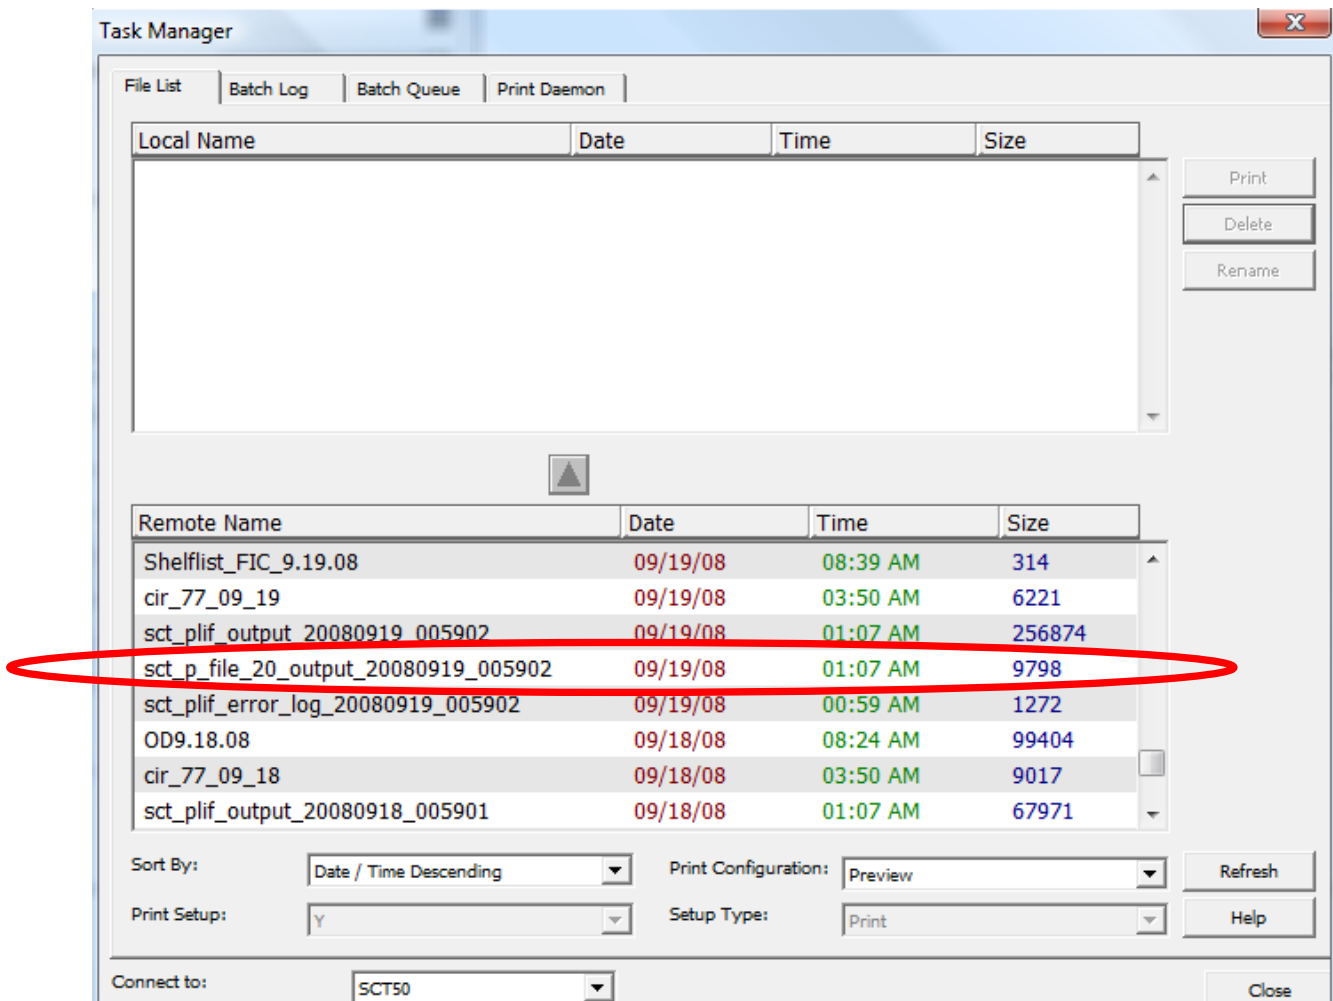 Task Manager
X
File List Batch Log Batch Queue Print Daemon
Local Name Date Time Size
Print
Delete
Rename
Remote Name Date Time Size
Shelflist_FIC_9.19.08 09/19/08 08:39 AM 314
cir_77_09_19 09/19/08 03:50 AM 6221
sct_plif_output_20080919_005902 09/19/08 01:07 AM 256874
sct_p_file_20_output_20080919_005902 09/19/08 01:07 AM 9798
sct_plif_error_log_20080919_005902 09/19/08 00:59 AM 1272
OD9.18.08 09/18/08 08:24 AM 99404
cir_77_09_18 09/18/08 03:50 AM 9017
sct_plif_output_20080918_005901 09/18/08 01:07 AM 67971
Sort By: Date / Time Descending Print Configuration: Preview Refresh
Print Setup: Y Setup Type: Print Help
Connect to: SCT50 Close